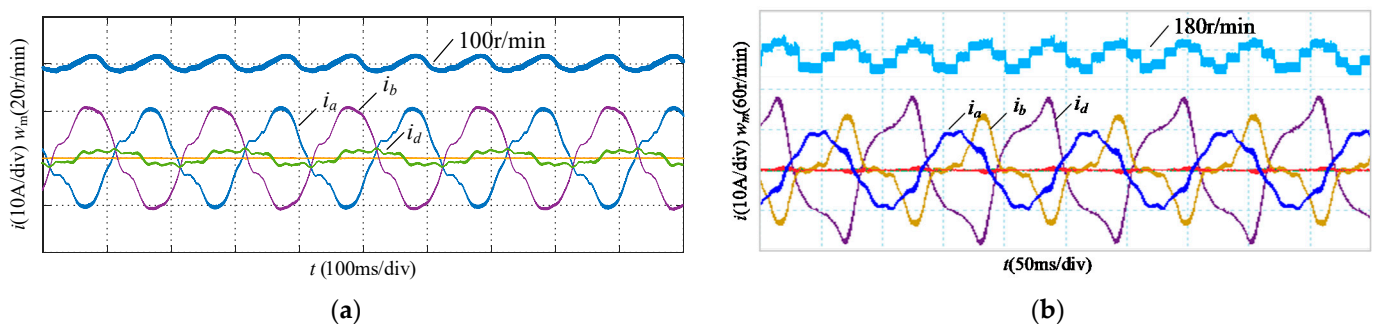 i(10A/div) wm(20r/min)
100r/min
ia
ib
id
t (100ms/div)
(a)
i(10A/div) wm(60r/min)
180r/min
ia
ib
id
t(50ms/div)
(b)